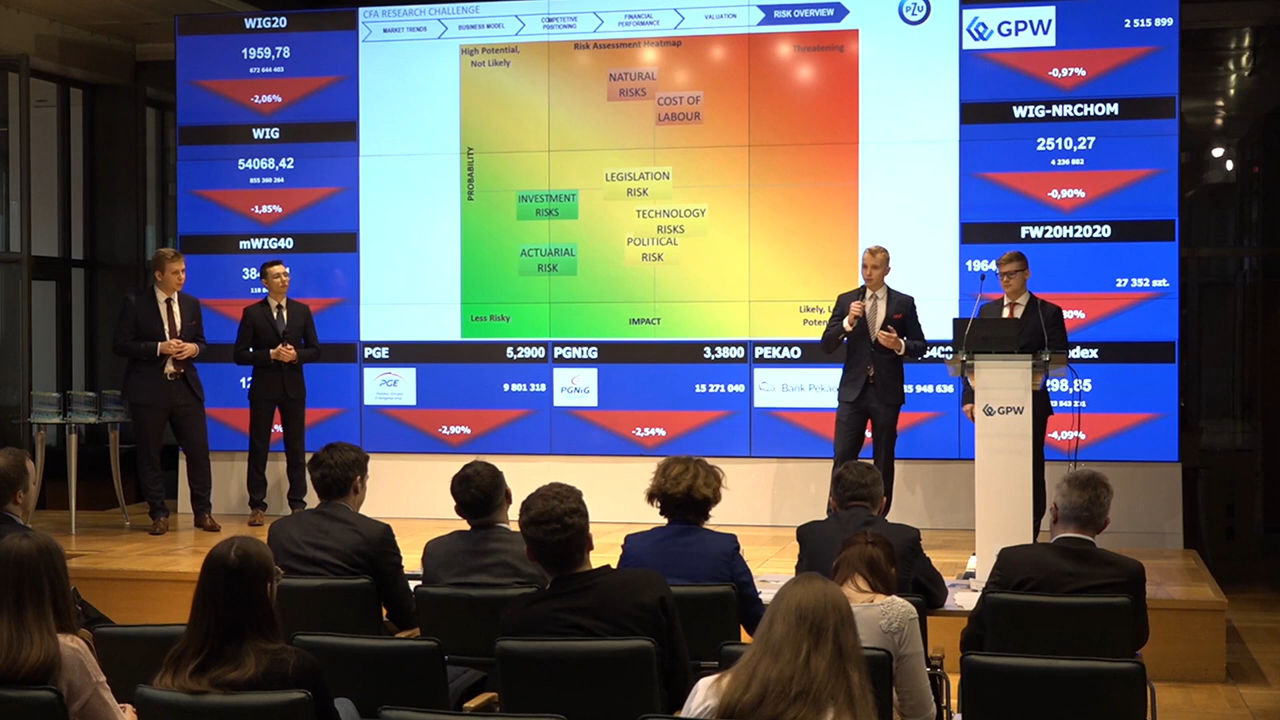 WIG20
1959,78
672 644 403
-2,06%
WIG
54068,42
855 360 264
-1,85%
mWIG40
CFA RESEARCH CHALLENGE
MARKET TRENDS
BUSINESS MODEL
COMPETETIVE
POSITIONING
FINANCIAL
PERFORMANCE
VALUATION
RISK OVERVIEW
PZU
High Potential,
Not Likely
Risk Assessment Heatmap
Threatening
NATURAL
RISKS
COST OF
LABOUR
PROBABILITY
LEGISLATION
RISK
INVESTMENT
RISKS
TECHNOLOGY
RISKS
POLITICAL
RISK
ACTUARIAL
RISK
Less Risky
IMPACT
Likely,
GPW
2 515 899
-0,97%
WIG-NRCHOM
2510,27
4 236 882
-0,90%
FW20H2020
27 352 szt.
PGE 5,2900
PGE
9 801 318
-2,90%
PGNIG 3,3800
PGNiG
15 271 040
-2,54%
PEKAO
Bank Pekao
-4,09%
GPW